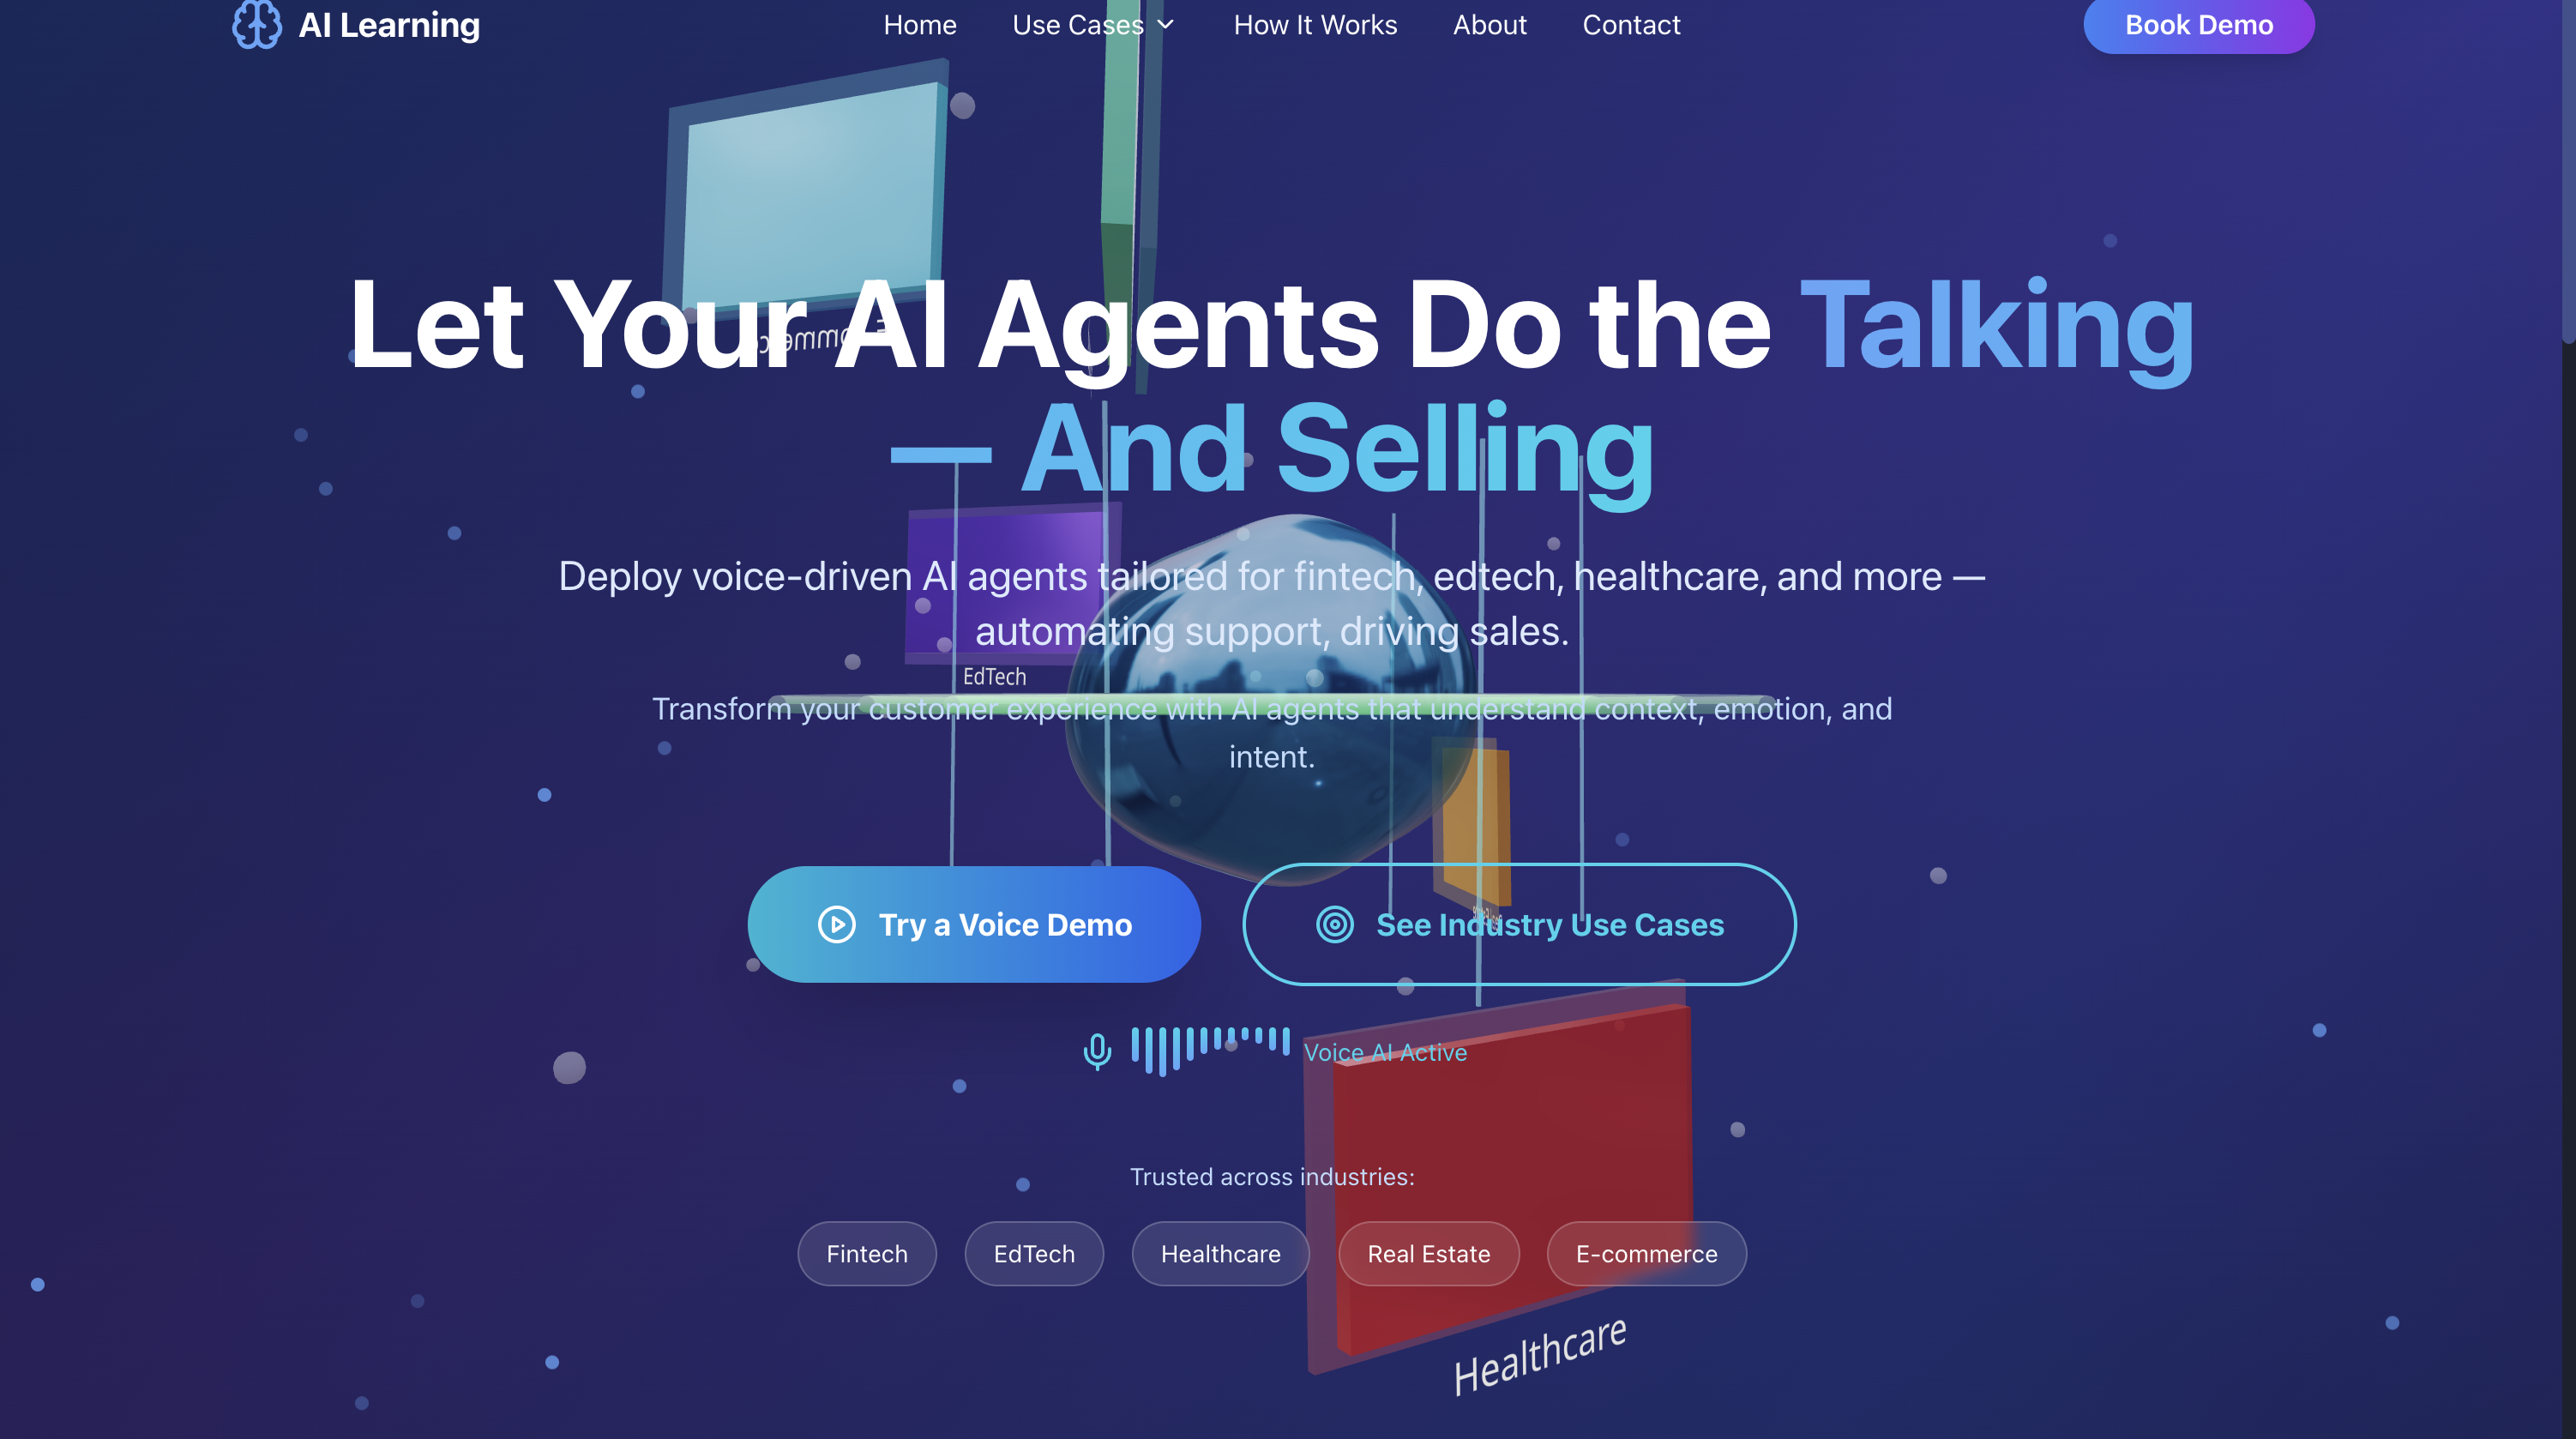 AI Learning
Home
Use Cases
How It Works
About
Contact
Book Demo
Let Your AI Agents Do the Talking
— And Selling
Deploy voice-driven AI agents tailored for fintech, edtech, healthcare, and more —
automating support, driving sales.
EdTech
Transform your customer experience with AI agents that understand context, emotion, and
intent.
Try a Voice Demo
See Industry Use Cases
Voice AI Active
Trusted across industries:
Fintech
EdTech
Healthcare
Real Estate
E-commerce
Healthcare